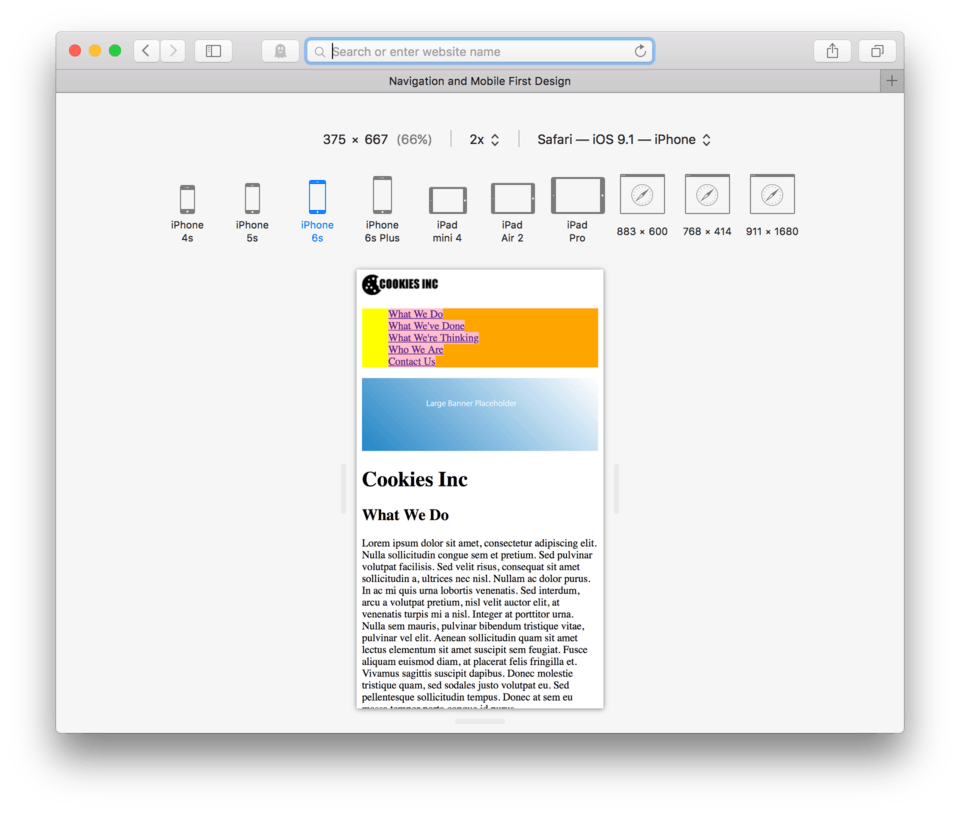 Search or enter website name
Navigation and Mobile First Design
375 × 667 (66%) 2x Safari — iOS 9.1 — iPhone
iPhone 4s
iPhone 5s
iPhone 6s
iPhone 6s Plus
iPad mini 4
iPad Air 2
iPad Pro
883 × 600
768 × 414
911 × 1680
COOKIES INC
What We Do
What We've Done
What We're Thinking
Who We Are
Contact Us
Large Banner Placeholder
Cookies Inc
What We Do
Lorem ipsum dolor sit amet, consectetur adipiscing elit.
Nulla sollicitudin congue sem et pretium. Sed pulvinar
volutpat facilisis. Sed velit risus, consequat sit amet
sollicitudin a, ultrices nec nisl. Nullam ac dolor purus.
In ac mi quis urna lobortis venenatis. Sed interdum,
arcu a volutpat pretium, nisl velit auctor elit, at
venenatis turpis mi a nisl. Integer at porttitor urna.
Nulla sem mauris, pulvinar bibendum tristique vitae,
pulvinar vel elit. Aenean sollicitudin quam sit amet
lectus elementum sit amet suscipit sem feugiat. Fusce
aliquam euismod diam, at placerat felis fringilla et.
Vivamus sagittis suscipit dapibus. Donec molestie
tristique quam, sed sodales justo volutpat eu. Sed
pellentesque sollicitudin tempus. Donec at sem eu